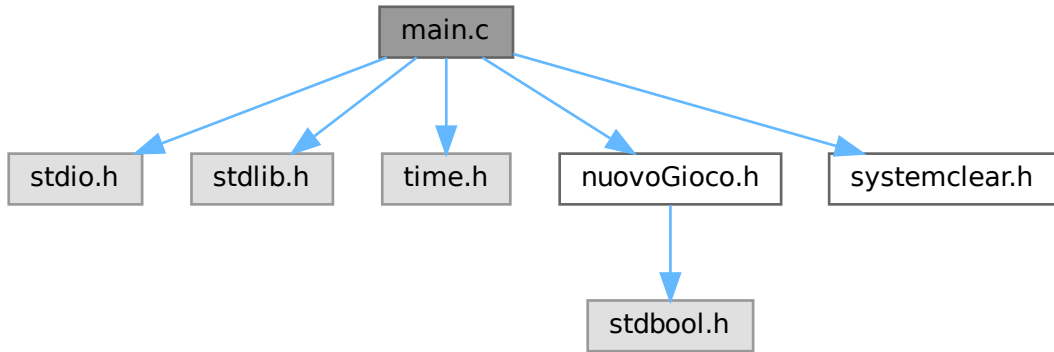 main.c
stdio.h
stdlib.h
time.h
nuovoGioco.h
systemclear.h
stdbool.h